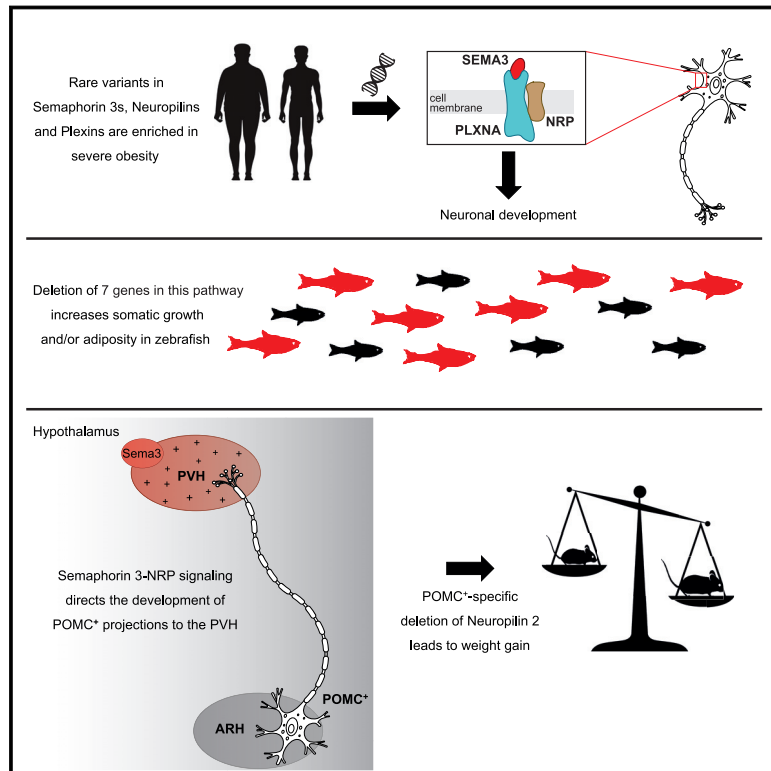 Rare variants in
Semaphorin 3s, Neuropilins
and Plexins are enriched in
severe obesity
SEMA3
cell
membrane
NRP
PLXNA
Neuronal development
Deletion of 7 genes in this pathway
increases somatic growth
and/or adiposity in zebrafish
Hypothalamus
Sema3
PVH
Semaphorin 3-NRP signaling
directs the development of
POMC⁺ projections to the PVH
POMC⁺
ARH
POMC⁺-specific
deletion of Neuropilin 2
leads to weight gain